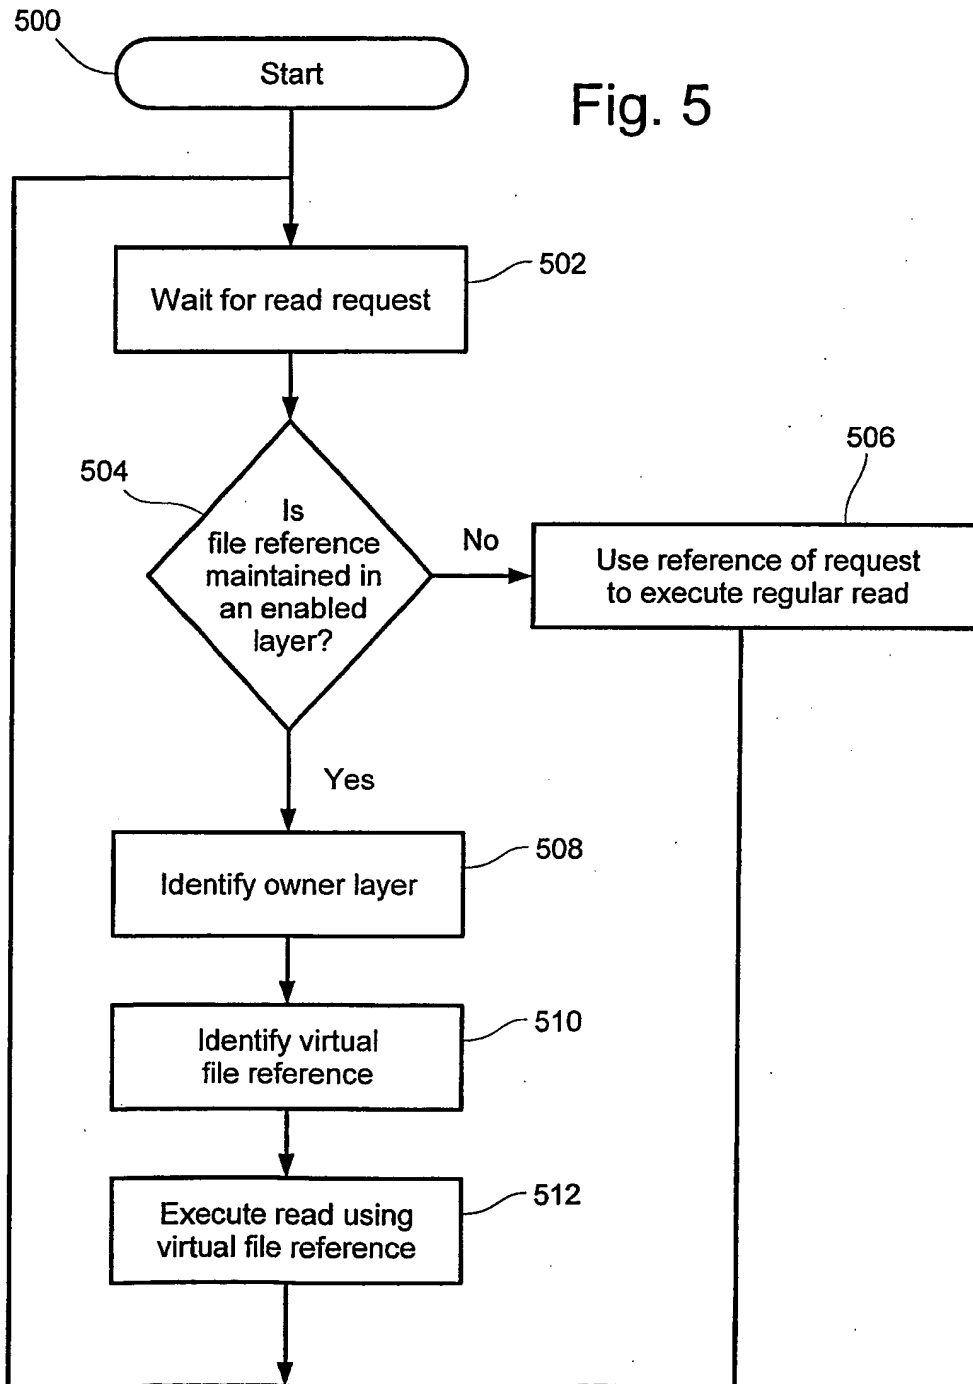 500
Start
Fig. 5
Wait for read request
502
504
Is
file reference
maintained in
an enabled
layer?
No
506
Use reference of request
to execute regular read
Yes
Identify owner layer
508
Identify virtual
file reference
510
Execute read using
virtual file reference
512